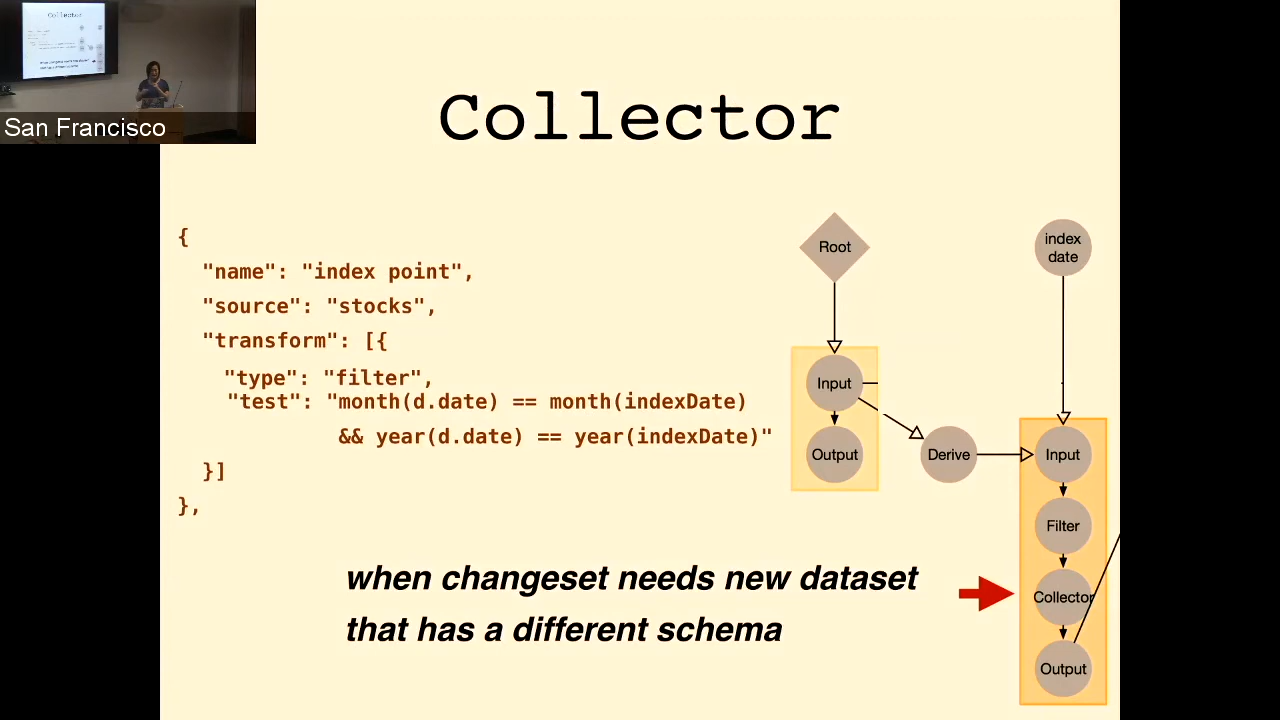 Collector
San Francisco
Collector
{
"name": "index point",
"source": "stocks",
"transform": [{
"type": "filter",
"test": "month(d.date) == month(indexDate)
&& year(d.date) == year(indexDate)"
}]
},
Root
index
date
Input
Output
Derive
Input
Filter
Collector
Output
when changeset needs new dataset
that has a different schema